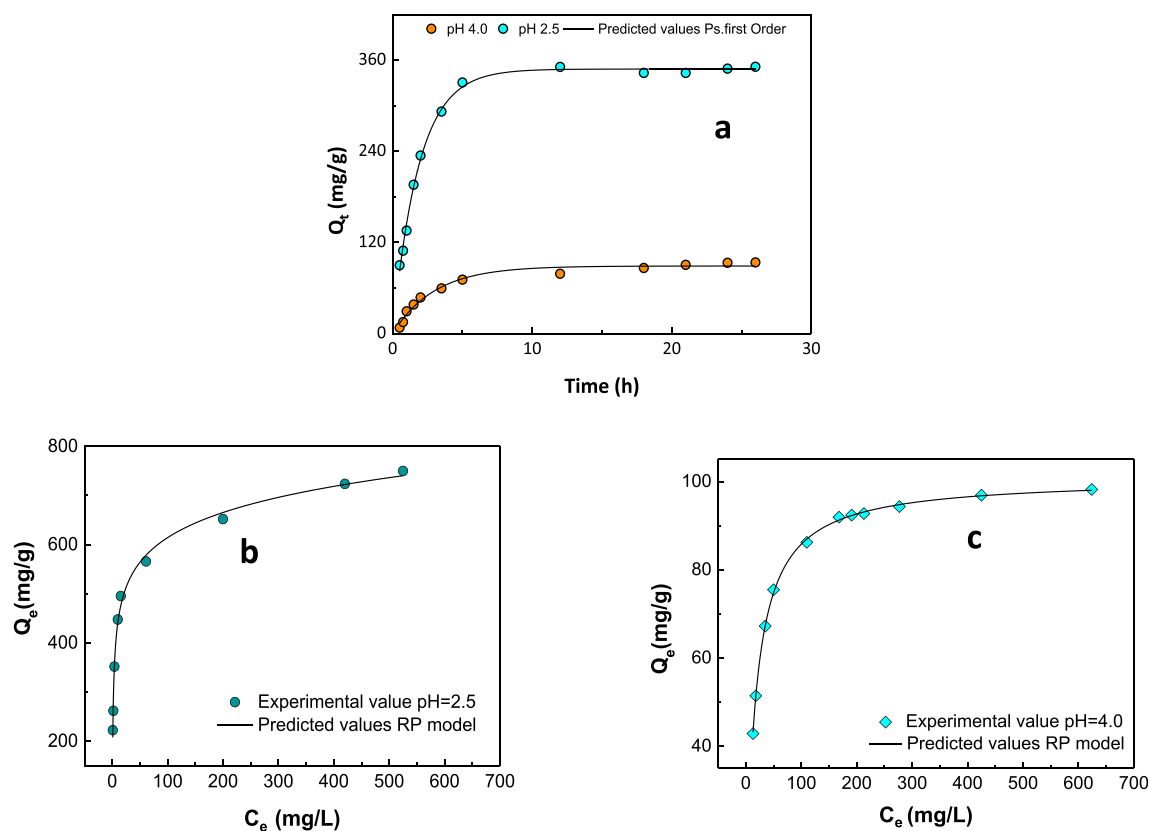 pH 4.0 pH 2.5 Predicted values Ps.first Order
360
240
120
0
a
Qt (mg/g)
0 10 20 30
Time (h)
800
600
400
200
b
Qe(mg/g)
Experimental value pH=2.5
Predicted values RP model
0 100 200 300 400 500 600 700
Ce (mg/L)
100
80
60
40
c
Qe(mg/g)
Experimental value pH=4.0
Predicted values RP model
0 100 200 300 400 500 600 700
Ce (mg/L)